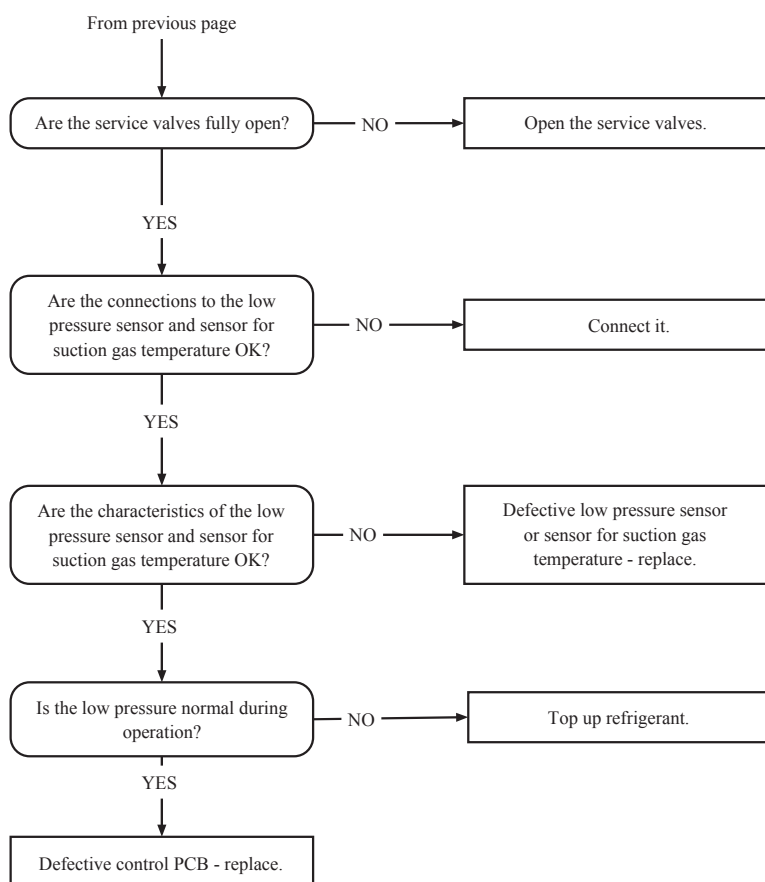 From previous page
Are the service valves fully open?
NO
Open the service valves.
YES
Are the connections to the low
pressure sensor and sensor for
suction gas temperature OK?
NO
Connect it.
YES
Are the characteristics of the low
pressure sensor and sensor for
suction gas temperature OK?
NO
Defective low pressure sensor
or sensor for suction gas
temperature - replace.
YES
Is the low pressure normal during
operation?
NO
Top up refrigerant.
YES
Defective control PCB - replace.